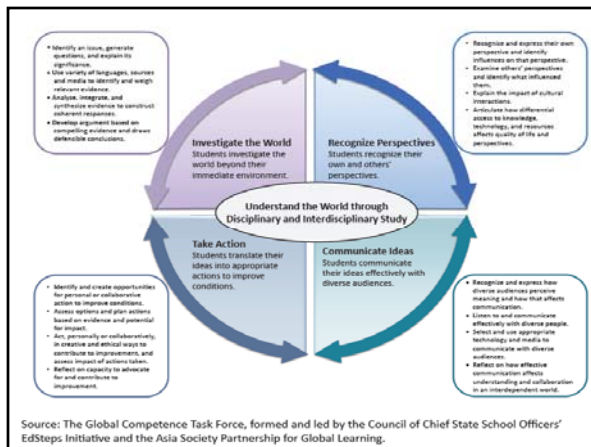 • Identify an issue, generate
questions, and explain its
significance.
• Use variety of languages, sources
and media to identify and weigh
relevant evidence.
• Analyse, integrate, and
synthesize evidence to construct
coherent responses.
• Develop argument based on
compelling evidence and draws
defensible conclusions.
• Recognize and express their own
perspective and identify
influences on that perspective.
• Examine others' perspectives
and identify what influenced
them.
• Explain the impact of cultural
interactions.
• Articulate how differential
access to knowledge,
technology, and resources
affects quality of life and
perspectives.
Investigate the World
Students investigate the
world beyond their
immediate environment.
Recognize Perspectives
Students recognize their
own and others'
perspectives.
Understand the World through
Disciplinary and Interdisciplinary Study
Take Action
Students translate their
ideas into appropriate
actions to improve
conditions.
Communicate Ideas
Students communicate
their ideas effectively with
diverse audiences.
• Identify and create opportunities
for personal or collaborative
action to improve conditions.
• Assess options and plan actions
based on evidence and potential
for impact.
• Act, personally or collaboratively,
in creative and ethical ways to
contribute to improvement, and
assess impact of actions taken.
• Reflect on capacity to advocate
for and contribute to
improvement.
• Recognize and express how
diverse audiences perceive
meaning and how that affects
communication.
• Listen to and communicate
effectively with diverse people.
• Select and use appropriate
technology and media to
communicate with diverse
audiences.
• Reflect on how effective
communication affects
understanding and collaboration
in an interdependent world.
Source: The Global Competence Task Force, formed and led by the Council of Chief State School Officers'
EdSteps Initiative and the Asia Society Partnership for Global Learning.